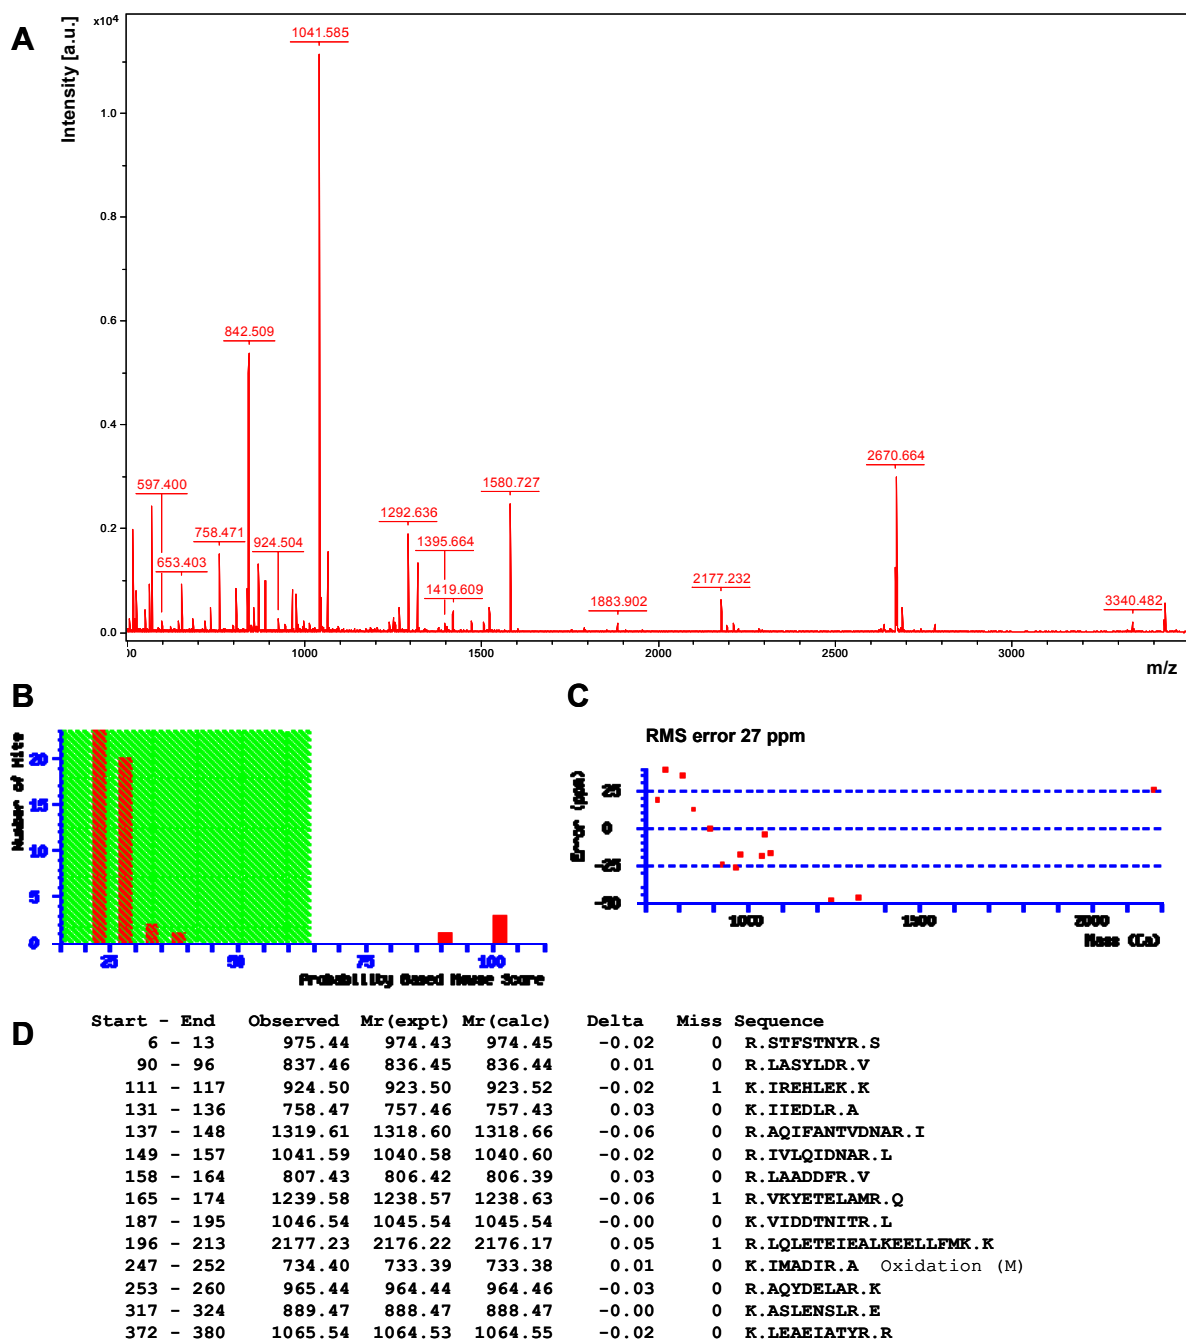 A
Intensity [a.u.]
x10⁴
1041.585
1.0
0.8
842.509
0.6
0.4
2670.664
597.400
1580.727
1292.636
758.471
924.504
1395.664
653.403
2177.232
1419.609
0.2
1883.902
3340.482
0.0
00
1000
1500
2000
2500
3000
m/z
B
C
RMS error 27 ppm
Number of Hits
20
15
10
5
0
25
50
75
100
Probability Based Mowse Score
Error (ppm)
25
0
-25
-50
1000
1500
2000
Mass (Da)
D
Start - End Observed Mr(expt) Mr(calc) Delta Miss Sequence
6 - 13 975.44 974.43 974.45 -0.02 0 R.STFSTNYR.S
90 - 96 837.46 836.45 836.44 0.01 0 R.LASYLDR.V
111 - 117 924.50 923.50 923.52 -0.02 1 K.IREHLEK.K
131 - 136 758.47 757.46 757.43 0.03 0 K.IIEDLR.A
137 - 148 1319.61 1318.60 1318.66 -0.06 0 R.AQIFANTVDNAR.I
149 - 157 1041.59 1040.58 1040.60 -0.02 0 R.IVLQIDNAR.L
158 - 164 807.43 806.42 806.39 0.03 0 R.LAADDFR.V
165 - 174 1239.58 1238.57 1238.63 -0.06 1 R.VKYETELAMR.Q
187 - 195 1046.54 1045.54 1045.54 -0.00 0 K.VIDDTNITR.L
196 - 213 2177.23 2176.22 2176.17 0.05 1 R.LQLETEIEALKEELLFMK.K
247 - 252 734.40 733.39 733.38 0.01 0 K.IMADIR.A Oxidation (M)
253 - 260 965.44 964.44 964.46 -0.03 0 R.AQYDELAR.K
317 - 324 889.47 888.47 888.47 -0.00 0 K.ASLENSLR.E
372 - 380 1065.54 1064.53 1064.55 -0.02 0 K.LEAEIATYR.R